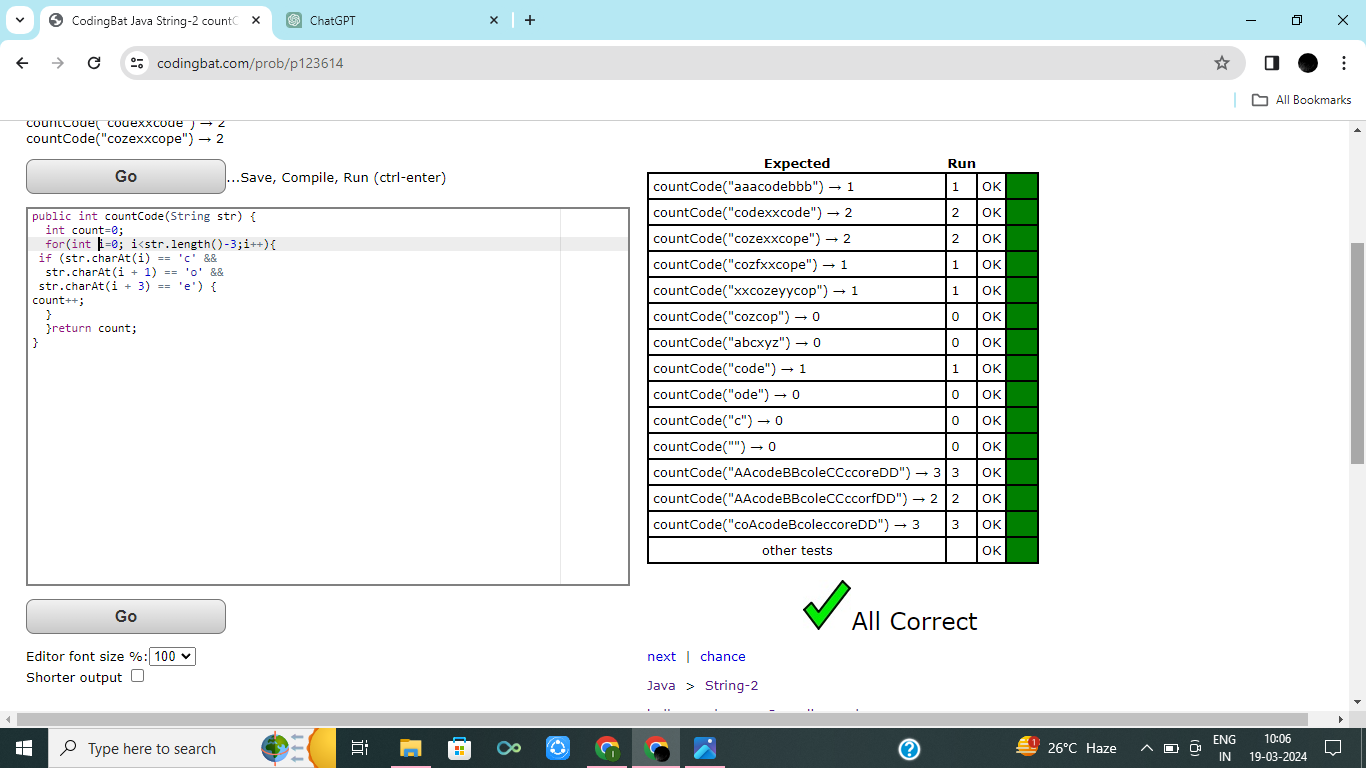 CodingBat Java String-2 countC
ChatGPT
codingbat.com/prob/p123614
All Bookmarks
countCode("codexxcode") → 2
countCode("cozexxcope") → 2
Go
...Save, Compile, Run (ctrl-enter)
public int countCode(String str) {
int count=0;
for(int i=0; i<str.length()-3;i++){
if (str.charAt(i) == 'c' &&
str.charAt(i + 1) == 'o' &&
str.charAt(i + 3) == 'e') {
count++;
}
}return count;
}
Go
Editor font size %: 100
Shorter output
Expected Run
countCode("aaacodebbb") → 1 1 OK
countCode("codexxcode") → 2 2 OK
countCode("cozexxcope") → 2 2 OK
countCode("cozfxxcope") → 1 1 OK
countCode("xxcozeyycop") → 1 1 OK
countCode("cozcop") → 0 0 OK
countCode("abcxyz") → 0 0 OK
countCode("code") → 1 1 OK
countCode("ode") → 0 0 OK
countCode("c") → 0 0 OK
countCode("") → 0 0 OK
countCode("AAcodeBBcoleCCccoreDD") → 3 3 OK
countCode("AAcodeBBcoleCCccorfDD") → 2 2 OK
countCode("coAcodeBcoleccoreDD") → 3 3 OK
other tests OK
All Correct
next | chance
Java > String-2
Type here to search
1
26°C Haze
ENG
IN
10:06
19-03-2024